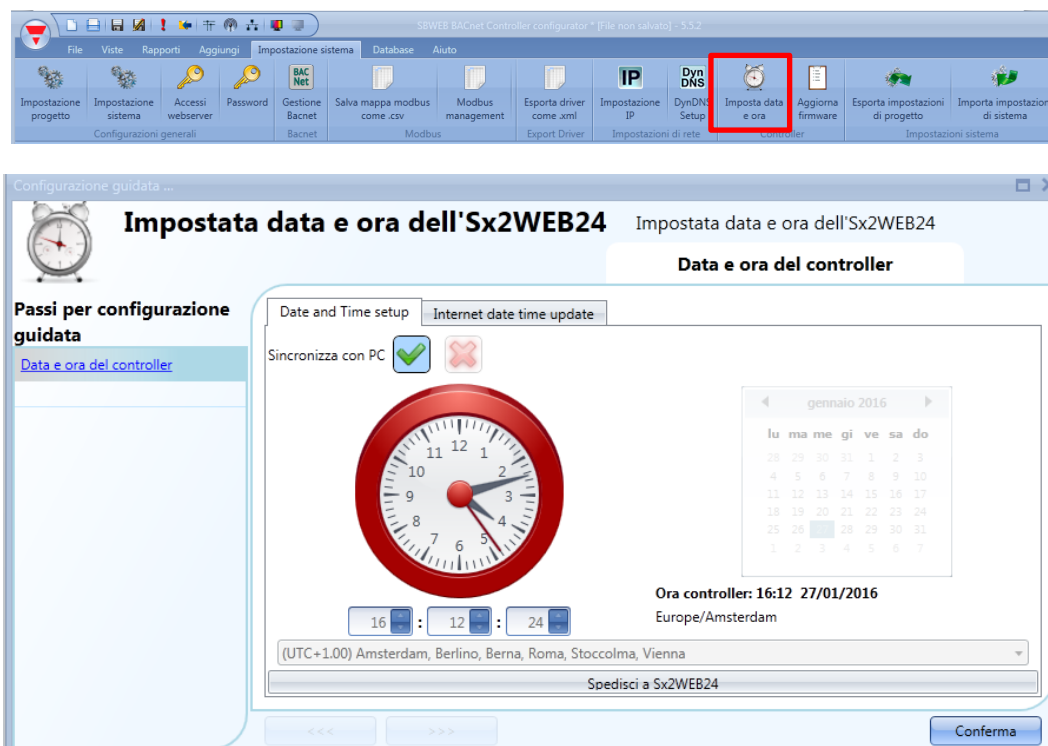 SBWEB BACnet Controller configurator * [File non salvato] - 5.5.2
File Viste Rapporti Aggiungi Impostazione sistema Database Aiuto
BAC Net IP Dyn DNS
Impostazione progetto
Impostazione sistema
Accessi webserver
Password
Gestione Bacnet
Salva mappa modbus come .csv
Modbus management
Esporta driver come .xml
Impostazione IP
DynDNS Setup
Imposta data e ora
Aggiorna firmware
Esporta impostazioni di progetto
Importa impostazion di sistema
Configurazioni generali Bacnet Modbus Export Driver Impostazioni di rete Controller Impostazioni sistema
Configurazione guidata ...
Impostata data e ora dell'Sx2WEB24
Impostata data e ora dell'Sx2WEB24
Data e ora del controller
Passi per configurazione
guidata
Data e ora del controller
Date and Time setup Internet date time update
Sincronizza con PC
12
1
2
3
4
5
6
7
8
9
10
11
gennaio 2016
lu ma me gi ve sa do
28 29 30 31 1 2 3
4 5 6 7 8 9 10
11 12 13 14 15 16 17
18 19 20 21 22 23 24
25 26 27 28 29 30 31
1 2 3 4 5 6 7
Ora controller: 16:12 27/01/2016
Europe/Amsterdam
16 : 12 : 24
(UTC+1.00) Amsterdam, Berlino, Berna, Roma, Stoccolma, Vienna
Spedisci a Sx2WEB24
<<< >>> Conferma